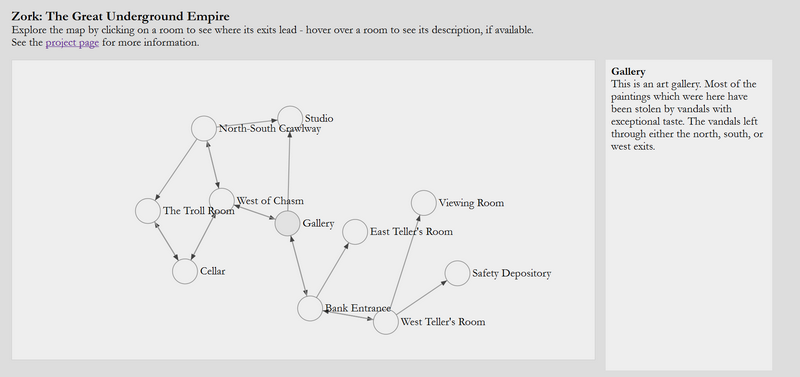 Zork: The Great Underground Empire
Explore the map by clicking on a room to see where its exits lead - hover over a room to see its description, if available.
See the project page for more information.
Gallery
This is an art gallery. Most of the
paintings which were here have
been stolen by vandals with
exceptional taste. The vandals left
through either the north, south, or
west exits.
Studio
North-South Crawlway
West of Chasm
Viewing Room
The Troll Room
Gallery
East Teller's Room
Cellar
Safety Depository
Bank Entrance
West Teller's Room